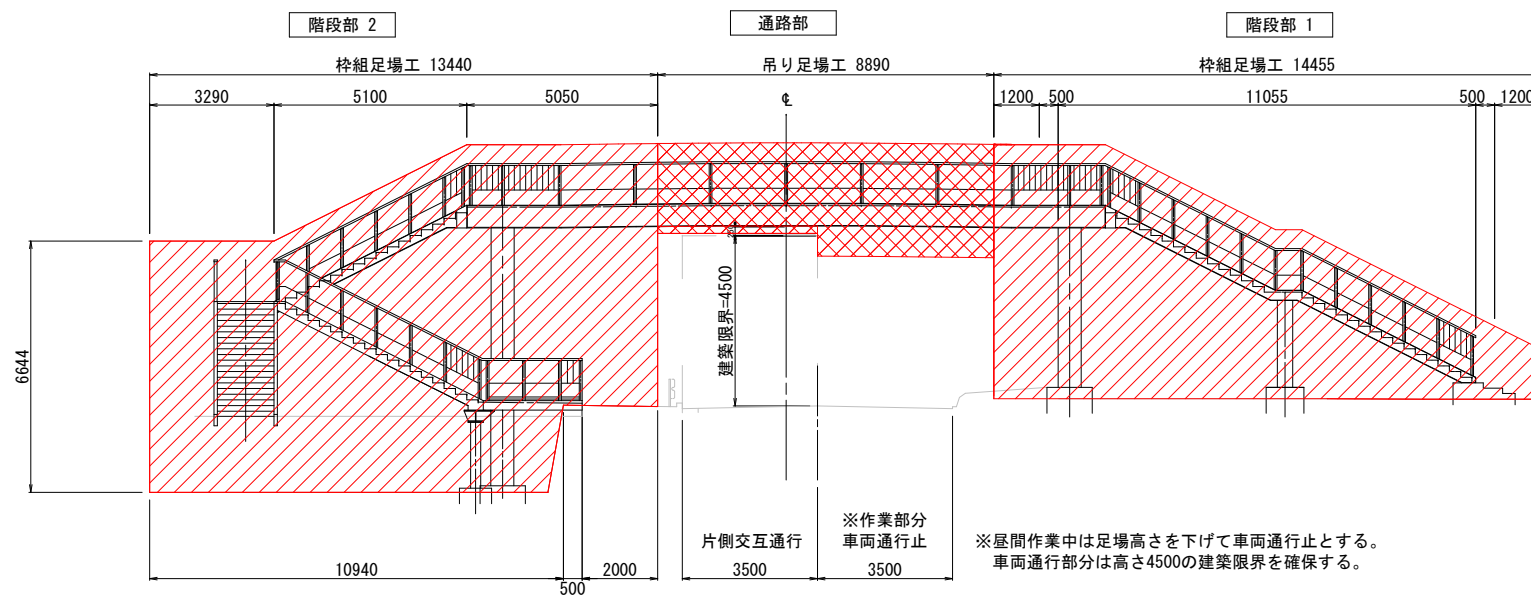 階段部 2
通路部
階段部 1
枠組足場工 13440
吊り足場工 8890
枠組足場工 14455
3290
5100
5050
℄
1200
500
11055
500
1200
建築限界=4500
6644
※作業部分
車両通行止
片側交互通行
※昼間作業中は足場高さを下げて車両通行止とする。
車両通行部分は高さ4500の建築限界を確保する。
10940
500
2000
3500
3500